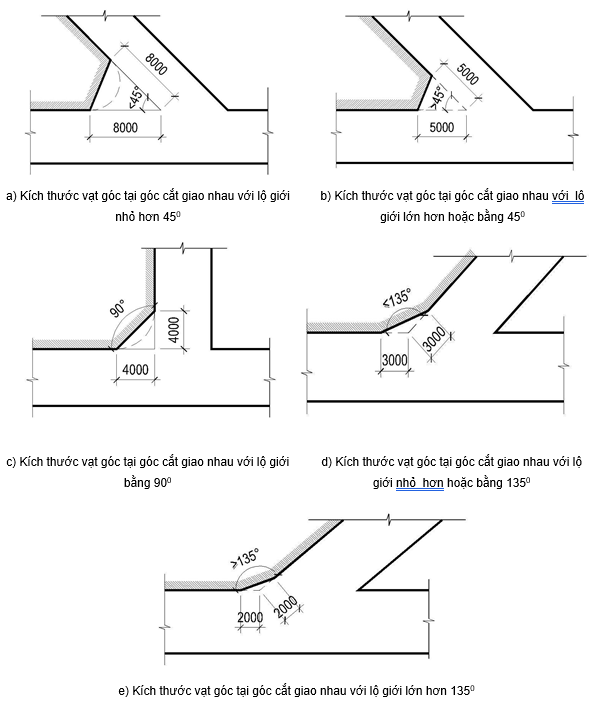 8000
<45°
8000
5000
>45°
5000
a) Kích thước vạt góc tại góc cắt giao nhau với lộ giới
nhỏ hơn 45⁰
b) Kích thước vạt góc tại góc cắt giao nhau với lộ
giới lớn hơn hoặc bằng 45⁰
90°
4000
4000
≤135°
3000
3000
c) Kích thước vạt góc tại góc cắt giao nhau với lộ giới
bằng 90⁰
d) Kích thước vạt góc tại góc cắt giao nhau với lộ
giới nhỏ hơn hoặc bằng 135⁰
≥135°
2000
2000
e) Kích thước vạt góc tại góc cắt giao nhau với lộ giới lớn hơn 135⁰